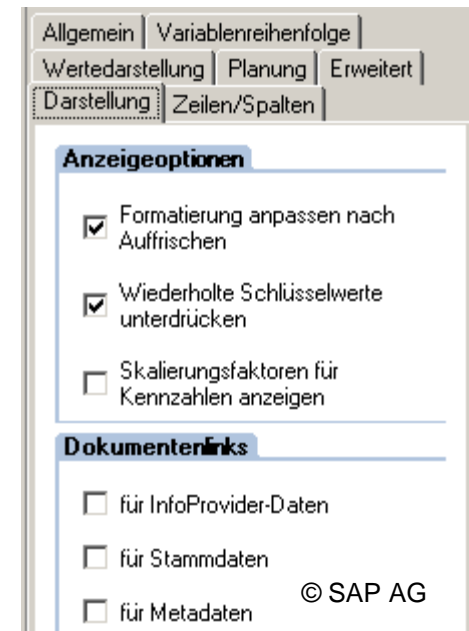 Allgemein Variablenreihenfolge
Wertedarstellung Planung Erweitert
Darstellung Zeilen/Spalten
Anzeigeoptionen
Formatierung anpassen nach
Auffrischen
Wiederholte Schlüsselwerte
unterdrücken
Skalierungsfaktoren für
Kennzahlen anzeigen
Dokumentenlinks
für InfoProvider-Daten
für Stammdaten
© SAP AG
für Metadaten